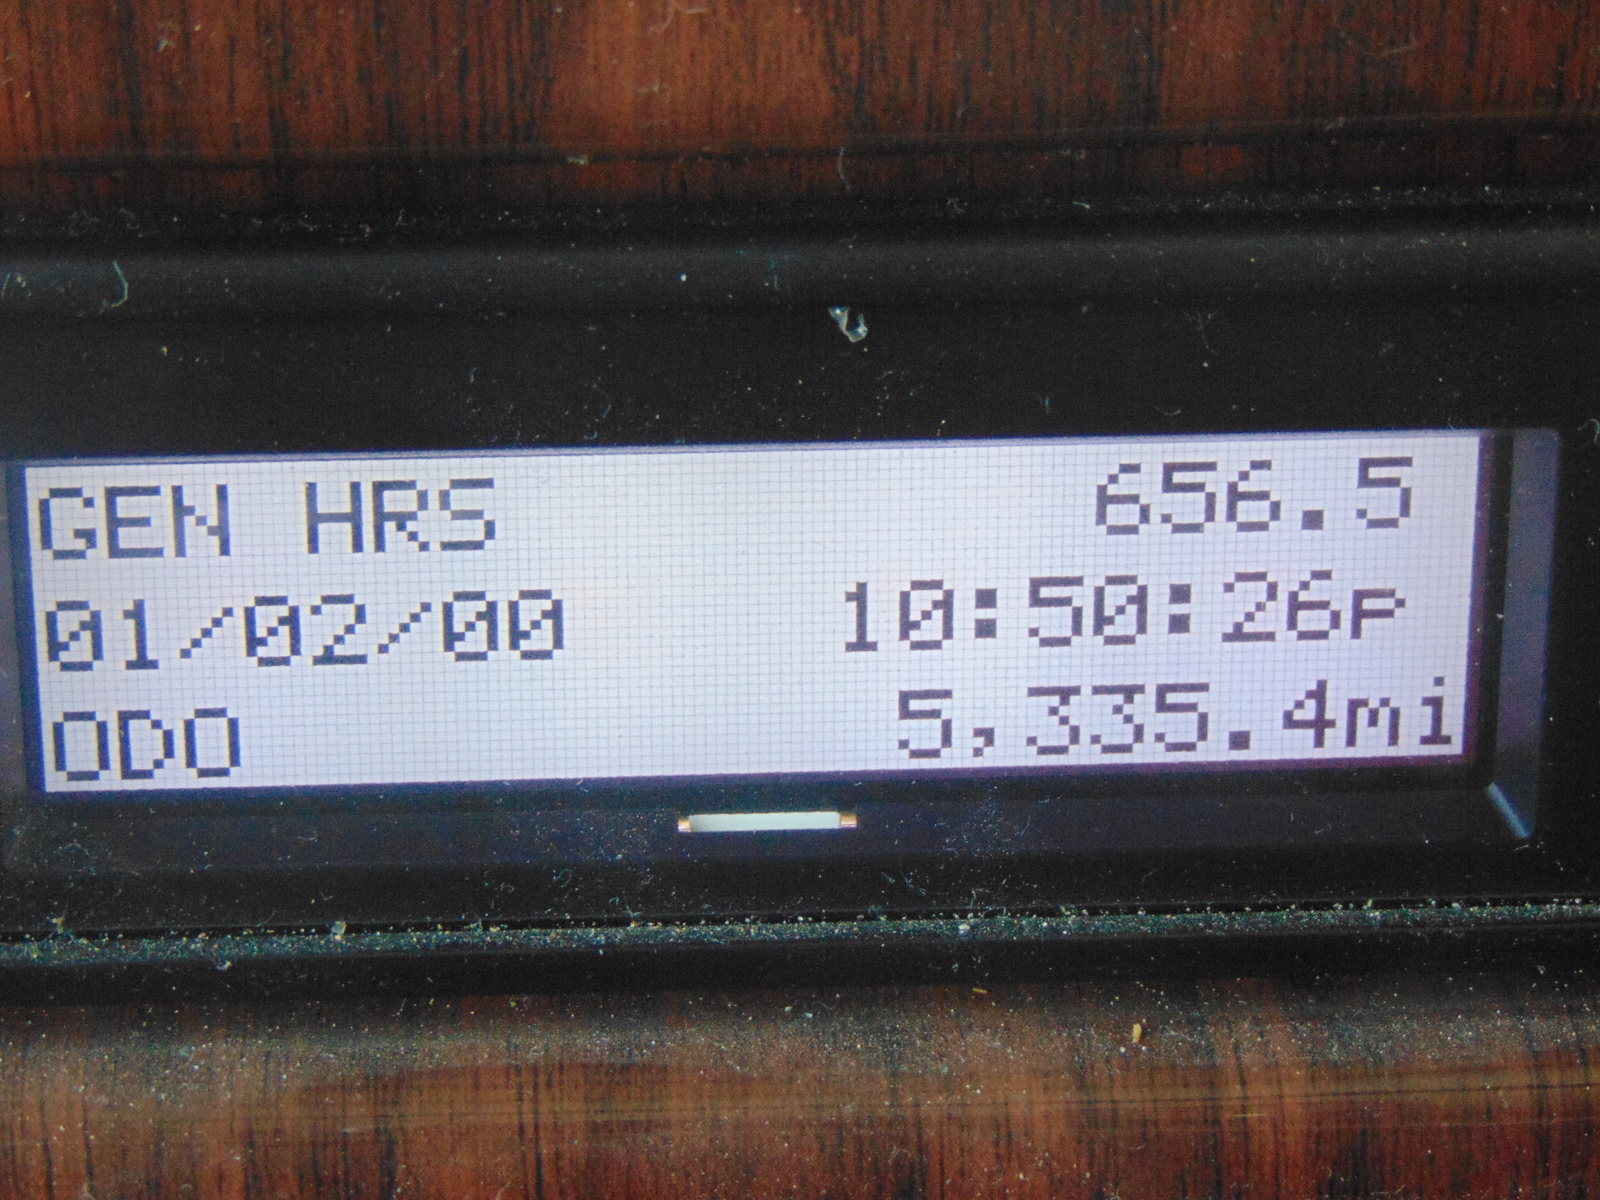 GEN HRS 656.5
01/02/00 10:50:26p
ODO 5,335.4mi